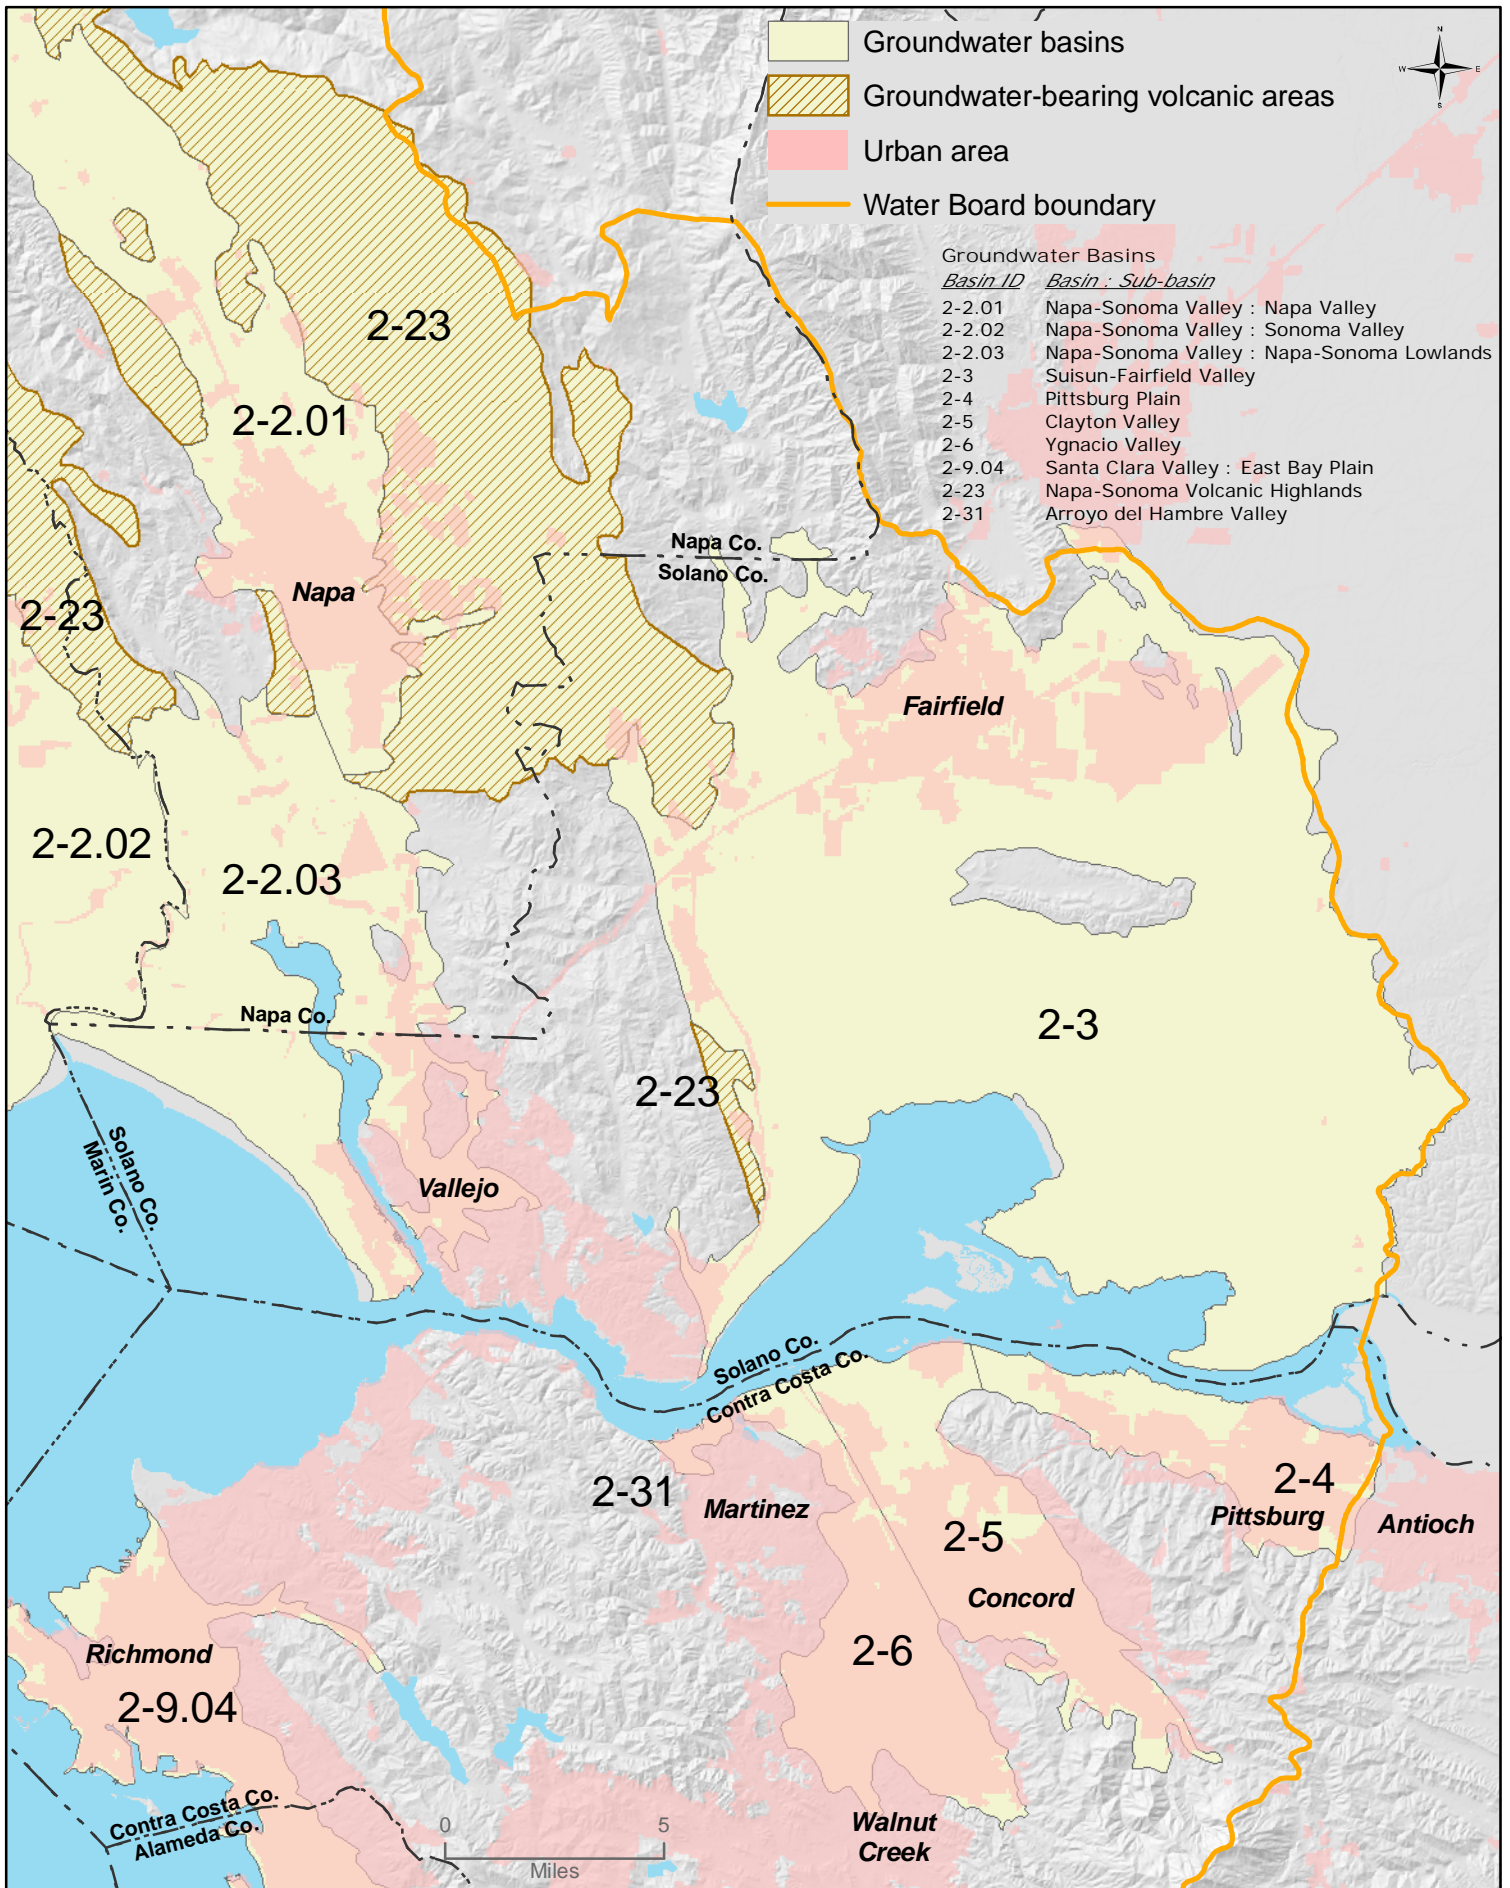 Groundwater basins
Groundwater-bearing volcanic areas
Urban area
Water Board boundary
N
W
E
S
Groundwater Basins
Basin ID Basin : Sub-basin
2-2.01 Napa-Sonoma Valley : Napa Valley
2-2.02 Napa-Sonoma Valley : Sonoma Valley
2-2.03 Napa-Sonoma Valley : Napa-Sonoma Lowlands
2-3 Suisun-Fairfield Valley
2-4 Pittsburg Plain
2-5 Clayton Valley
2-6 Ygnacio Valley
2-9.04 Santa Clara Valley : East Bay Plain
2-23 Napa-Sonoma Volcanic Highlands
2-31 Arroyo del Hambre Valley
2-23
2-2.01
Napa Co.
Solano Co.
Napa
2-23
Fairfield
2-2.02
2-2.03
Napa Co.
2-3
2-23
Solano Co.
Marin Co.
Vallejo
Solano Co.
Contra Costa Co.
2-31
Martinez
2-4
Pittsburg
Antioch
2-5
Concord
2-6
Richmond
2-9.04
Contra Costa Co.
Alameda Co.
0 5
Miles
Walnut
Creek